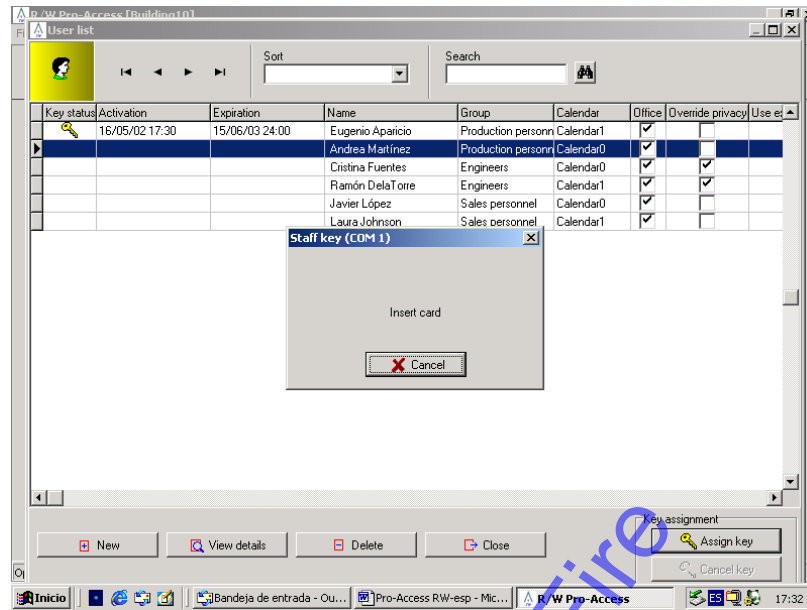 R/W Pro-Access [Building10]
Fi
User list
Sort
Search
Key status Activation Expiration Name Group Calendar Office Override privacy Use e
16/05/02 17:30 15/06/03 24:00 Eugenio Aparicio Production personn Calendar1
Andrea Martínez Production personn Calendar0
Cristina Fuentes Engineers Calendar0
Ramón DelaTorre Engineers Calendar1
Javier López Sales personnel Calendar0
Laura Johnson Sales personnel Calendar1
Staff key (COM 1)
Insert card
Cancel
Key assignment
New View details Delete Close Assign key
Cancel key
Inicio Bandeja de entrada - Ou... Pro-Access RW-esp - Mic... R/W Pro-Access ES 17:32
Fire